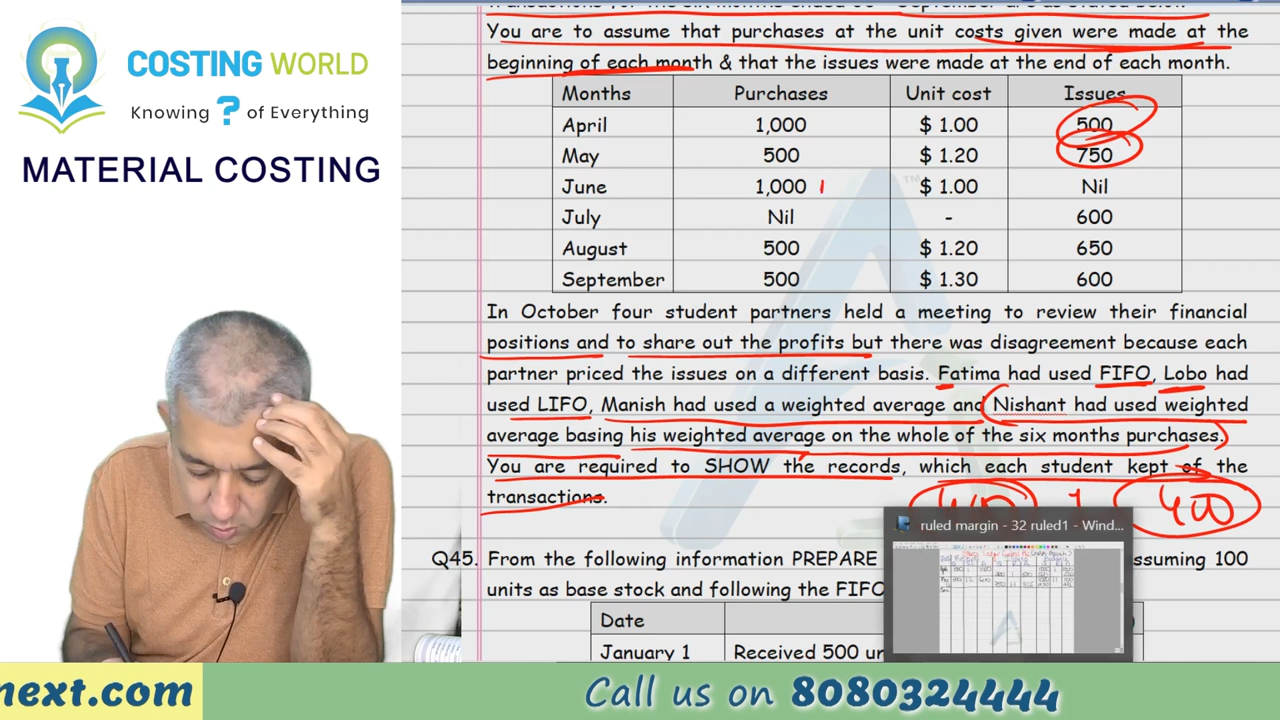 COSTING WORLD
Knowing ? of Everything
MATERIAL COSTING
You are to assume that purchases at the unit costs given were made at the
beginning of each month & that the issues were made at the end of each month.
Months Purchases Unit cost Issues
April 1,000 $ 1.00 500
May 500 $ 1.20 750
June 1,000 $ 1.00 Nil
July Nil - 600
August 500 $ 1.20 650
September 500 $ 1.30 600
In October four student partners held a meeting to review their financial
positions and to share out the profits but there was disagreement because each
partner priced the issues on a different basis. Fatima had used FIFO, Lobo had
used LIFO, Manish had used a weighted average and Nishant had used weighted
average basing his weighted average on the whole of the six months purchases.
You are required to SHOW the records, which each student kept of the
transactions.
400
ruled margin - 32 ruled1 - Wind...
Q45. From the following information PREPARE assuming 100
units as base stock and following the FIFO
Date
January 1 Received 500 un
next.com
Call us on 8080324444